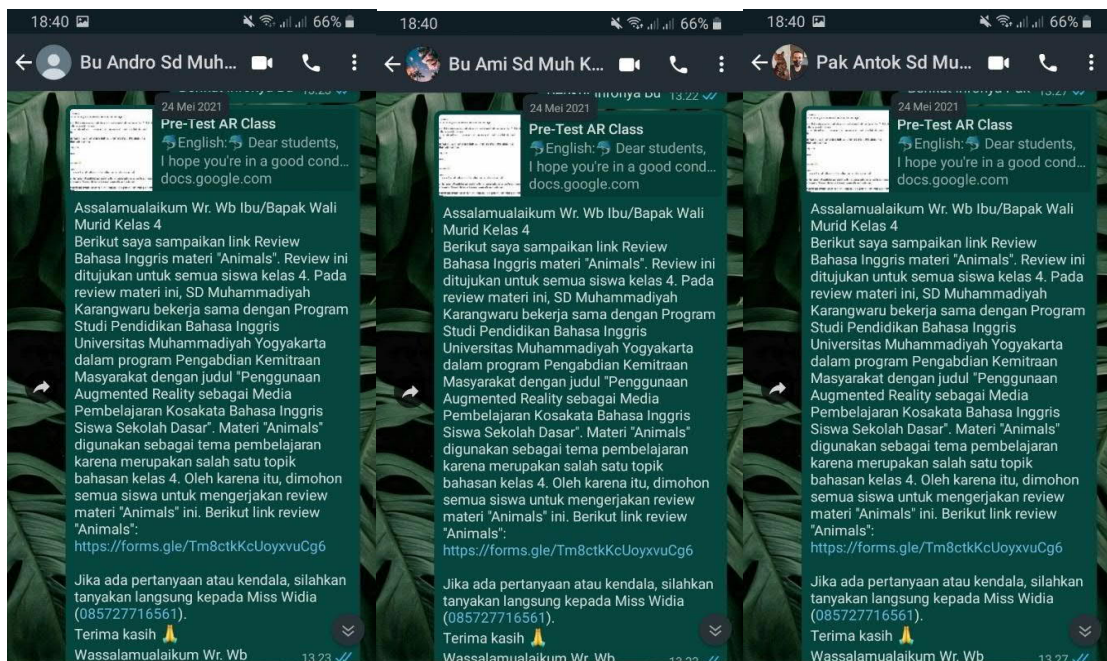 18:40
66%
Bu Andro Sd Muh...
24 Mei 2021
Pre-Test AR Class
English: Dear students,
I hope you're in a good cond...
docs.google.com
Assalamualaikum Wr. Wb Ibu/Bapak Wali
Murid Kelas 4
Berikut saya sampaikan link Review
Bahasa Inggris materi "Animals". Review ini
ditujukan untuk semua siswa kelas 4. Pada
review materi ini, SD Muhammadiyah
Karangwaru bekerja sama dengan Program
Studi Pendidikan Bahasa Inggris
Universitas Muhammadiyah Yogyakarta
dalam program Pengabdian Kemitraan
Masyarakat dengan judul "Penggunaan
Augmented Reality sebagai Media
Pembelajaran Kosakata Bahasa Inggris
Siswa Sekolah Dasar". Materi "Animals"
digunakan sebagai tema pembelajaran
karena merupakan salah satu topik
bahasan kelas 4. Oleh karena itu, dimohon
semua siswa untuk mengerjakan review
materi "Animals" ini. Berikut link review
"Animals":
https://forms.gle/Tm8ctkKcUoyxvuCg6
Jika ada pertanyaan atau kendala, silahkan
tanyakan langsung kepada Miss Widia
(085727716561).
Terima kasih 🙏
Wassalamualaikum Wr. Wb
13.23
18:40
66%
Bu Ami Sd Muh K...
13.22
24 Mei 2021
Pre-Test AR Class
English: Dear students,
I hope you're in a good cond...
docs.google.com
Assalamualaikum Wr. Wb Ibu/Bapak Wali
Murid Kelas 4
Berikut saya sampaikan link Review
Bahasa Inggris materi "Animals". Review ini
ditujukan untuk semua siswa kelas 4. Pada
review materi ini, SD Muhammadiyah
Karangwaru bekerja sama dengan Program
Studi Pendidikan Bahasa Inggris
Universitas Muhammadiyah Yogyakarta
dalam program Pengabdian Kemitraan
Masyarakat dengan judul "Penggunaan
Augmented Reality sebagai Media
Pembelajaran Kosakata Bahasa Inggris
Siswa Sekolah Dasar". Materi "Animals"
digunakan sebagai tema pembelajaran
karena merupakan salah satu topik
bahasan kelas 4. Oleh karena itu, dimohon
semua siswa untuk mengerjakan review
materi "Animals" ini. Berikut link review
"Animals":
https://forms.gle/Tm8ctkKcUoyxvuCg6
Jika ada pertanyaan atau kendala, silahkan
tanyakan langsung kepada Miss Widia
(085727716561).
Terima kasih 🙏
Wassalamualaikum Wr. Wb
18:40
66%
Pak Antok Sd Mu...
24 Mei 2021
Pre-Test AR Class
English: Dear students,
I hope you're in a good cond...
docs.google.com
Assalamualaikum Wr. Wb Ibu/Bapak Wali
Murid Kelas 4
Berikut saya sampaikan link Review
Bahasa Inggris materi "Animals". Review ini
ditujukan untuk semua siswa kelas 4. Pada
review materi ini, SD Muhammadiyah
Karangwaru bekerja sama dengan Program
Studi Pendidikan Bahasa Inggris
Universitas Muhammadiyah Yogyakarta
dalam program Pengabdian Kemitraan
Masyarakat dengan judul "Penggunaan
Augmented Reality sebagai Media
Pembelajaran Kosakata Bahasa Inggris
Siswa Sekolah Dasar". Materi "Animals"
digunakan sebagai tema pembelajaran
karena merupakan salah satu topik
bahasan kelas 4. Oleh karena itu, dimohon
semua siswa untuk mengerjakan review
materi "Animals" ini. Berikut link review
"Animals":
https://forms.gle/Tm8ctkKcUoyxvuCg6
Jika ada pertanyaan atau kendala, silahkan
tanyakan langsung kepada Miss Widia
(085727716561).
Terima kasih 🙏
Wassalamualaikum Wr. Wb
13.27